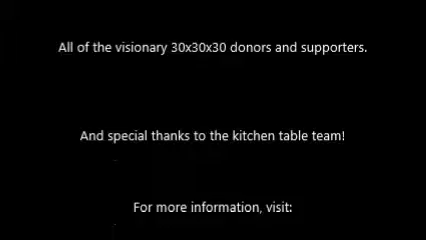 All of the visionary 30x30x30 donors and supporters.
And special thanks to the kitchen table team!
For more information, visit: